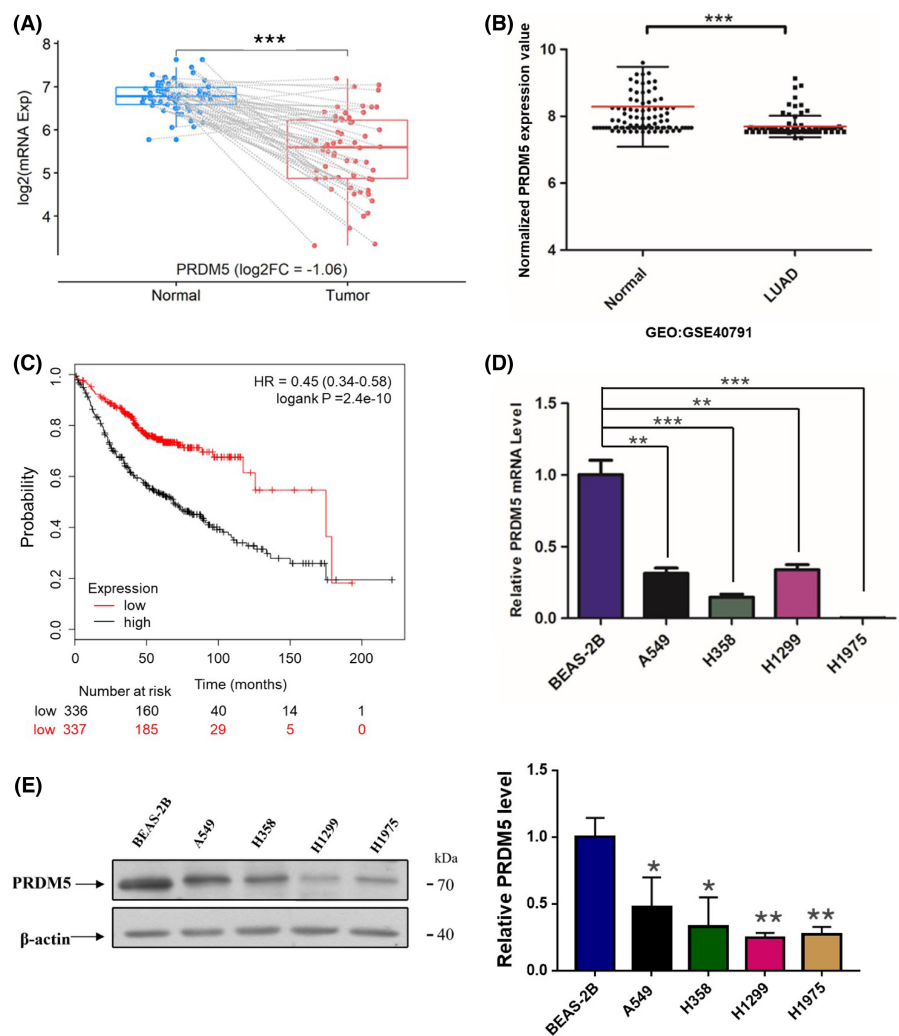 (A)
***
log2(mRNA Exp)
8
7
6
5
4
PRDM5 (log2FC = -1.06)
Normal
Tumor
(B)
***
Normalized PRDM5 expression value
10
8
6
4
Normal
LUAD
GEO:GSE40791
(C)
HR = 0.45 (0.34-0.58)
logank P =2.4e-10
Probability
1.0
0.8
0.6
0.4
0.2
0.0
Expression
low
high
0 50 100 150 200
Time (months)
Number at risk
low 336 160 40 14 1
low 337 185 29 5 0
(D)
***
**
***
**
Relative PRDM5 mRNA Level
1.5
1.0
0.5
0.0
BEAS-2B
A549
H358
H1299
H1975
(E)
BEAS-2B
A549
H358
H1299
H1975
kDa
PRDM5
- 70
β-actin
- 40
Relative PRDM5 level
1.5
1.0
0.5
0.0
*
*
**
**
BEAS-2B
A549
H358
H1299
H1975